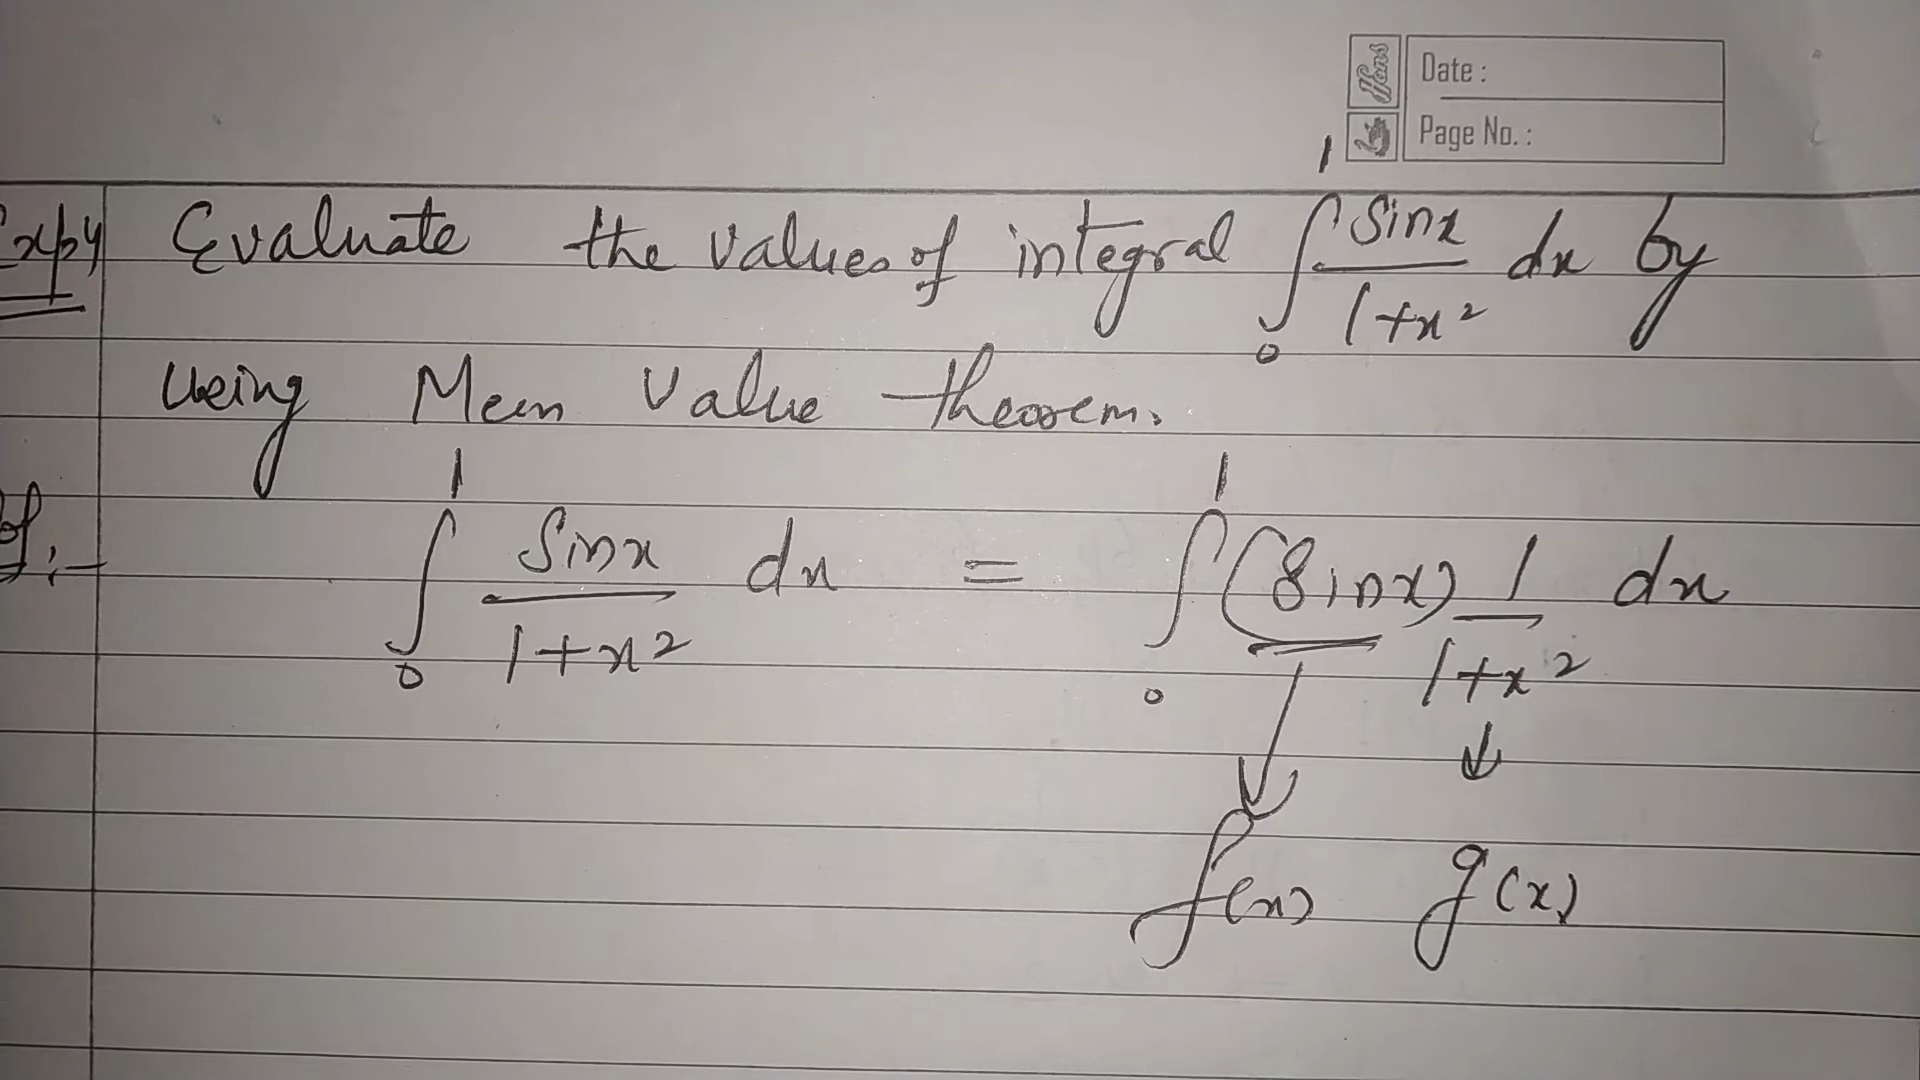 Hens
Date :
Page No. :
Evaluate the values of integral ∫₀¹ sinx/(1+x²) dx by
using Mean Value theorem.
∫₀¹ Sinx/(1+x²) dx = ∫₀¹ (Sinx) 1/(1+x²) dx
f(x) g(x)